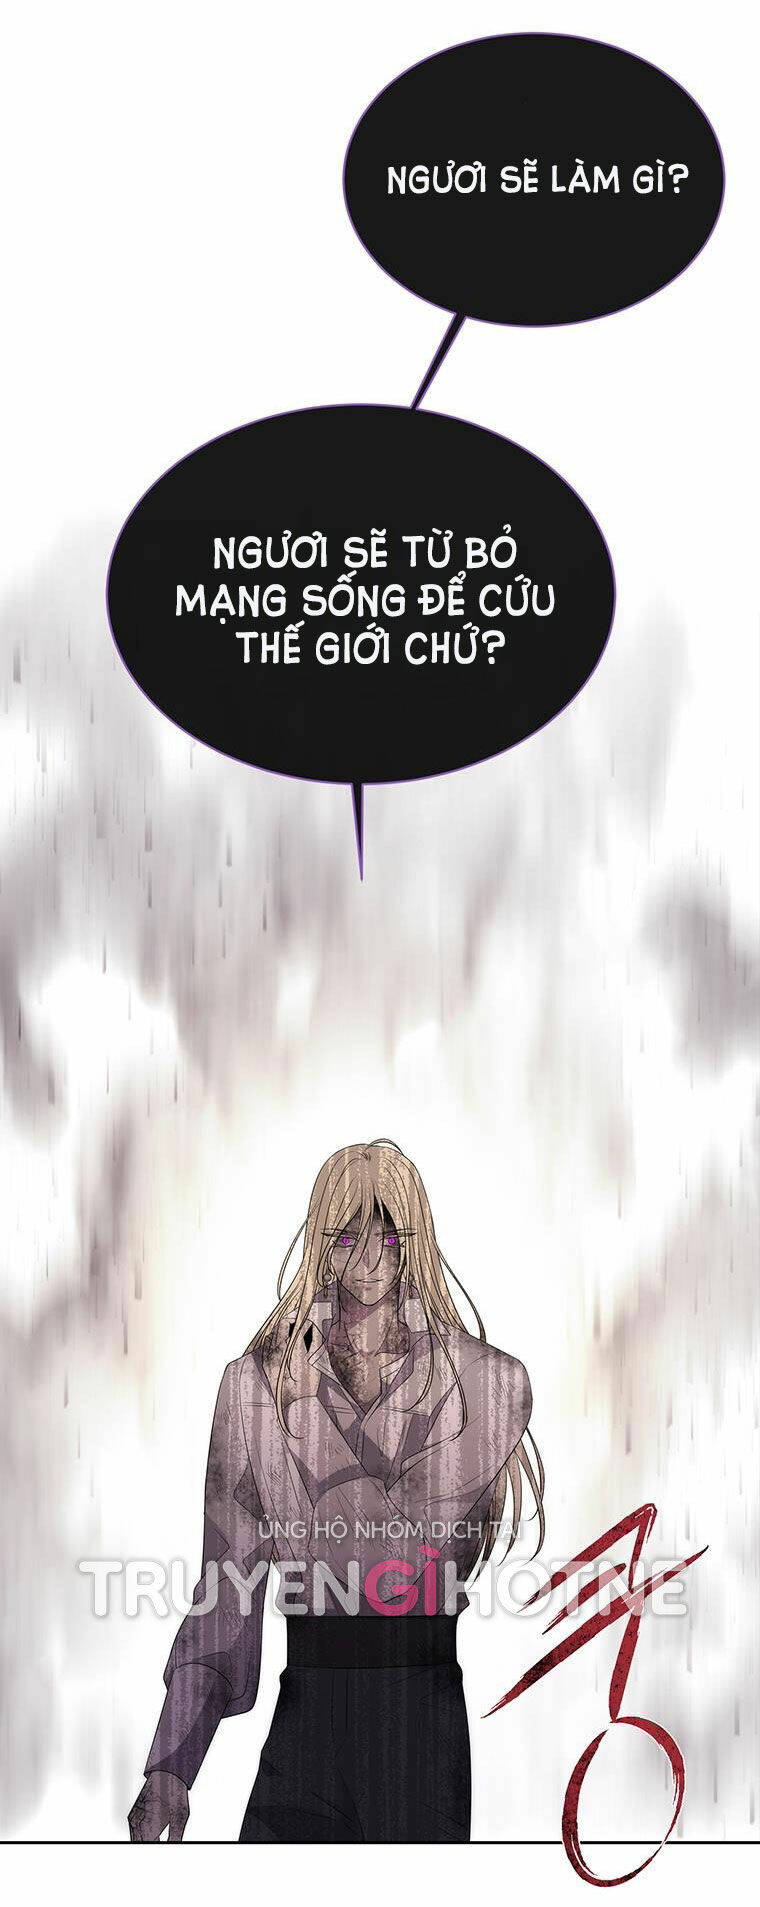 NGƯƠI SẼ LÀM GÌ?
NGƯƠI SẼ TỪ BỎ
MẠNG SỐNG ĐỂ CỨU
THẾ GIỚI CHỨ?
ỦNG HỘ NHÓM DỊCH TẠI
TRUYENGÌHOTNE